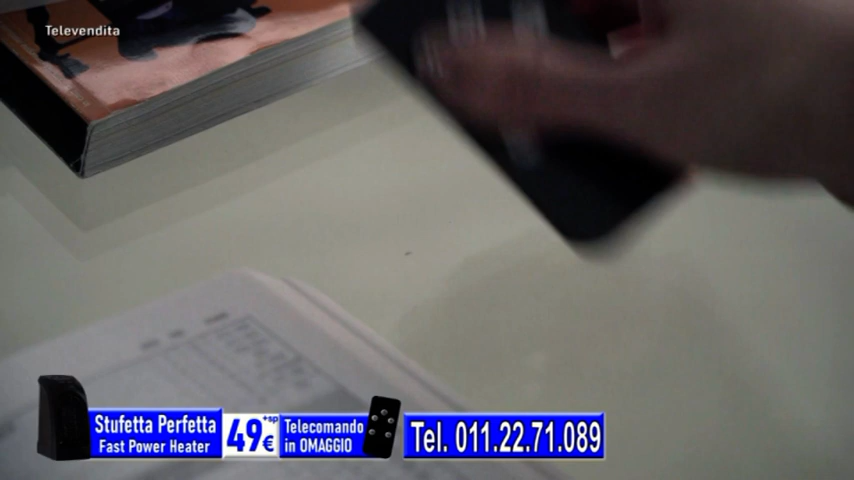 Televendita
Stufetta Perfetta
Fast Power Heater
49€ +sp
Telecomando
in OMAGGIO
Tel. 011.22.71.089